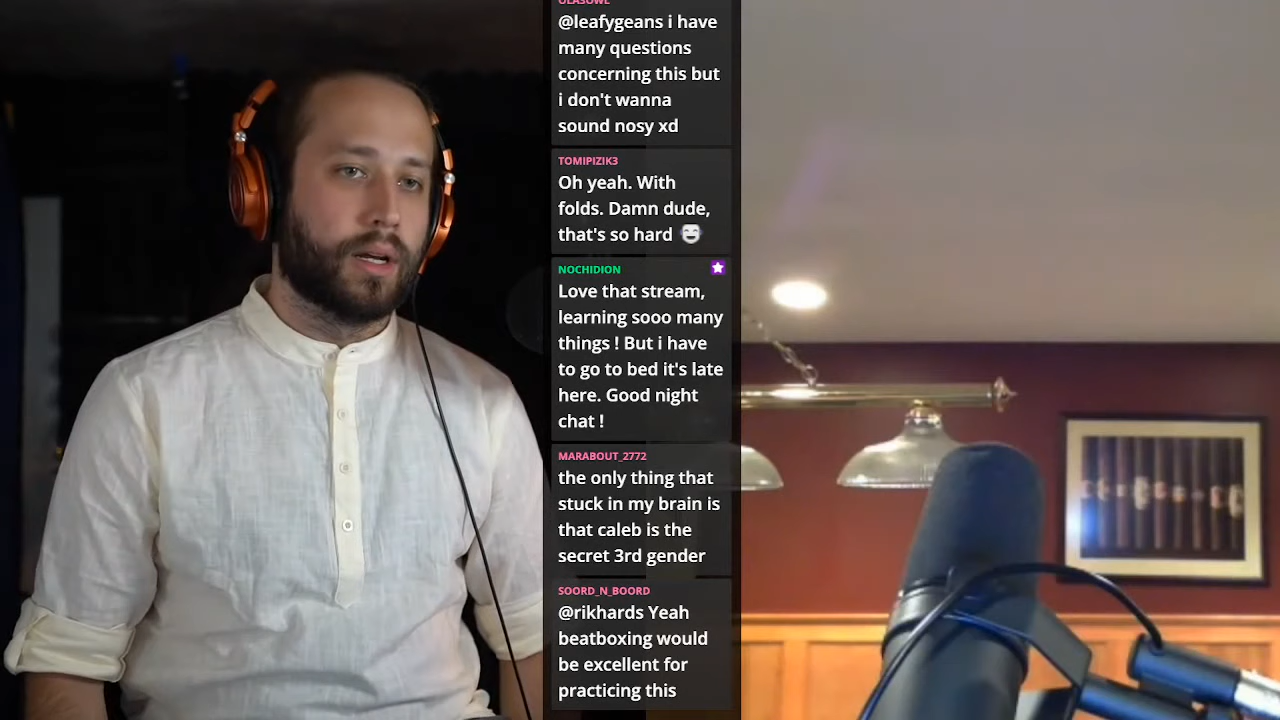 @leafygeans i have
many questions
concerning this but
i don't wanna
sound nosy xd
TOMIPIZIK3
Oh yeah. With
folds. Damn dude,
that's so hard
NOCHIDION
Love that stream,
learning sooo many
things ! But i have
to go to bed it's late
here. Good night
chat !
MARABOUT_2772
the only thing that
stuck in my brain is
that caleb is the
secret 3rd gender
SOORD_N_BOORD
@rikhards Yeah
beatboxing would
be excellent for
practicing this